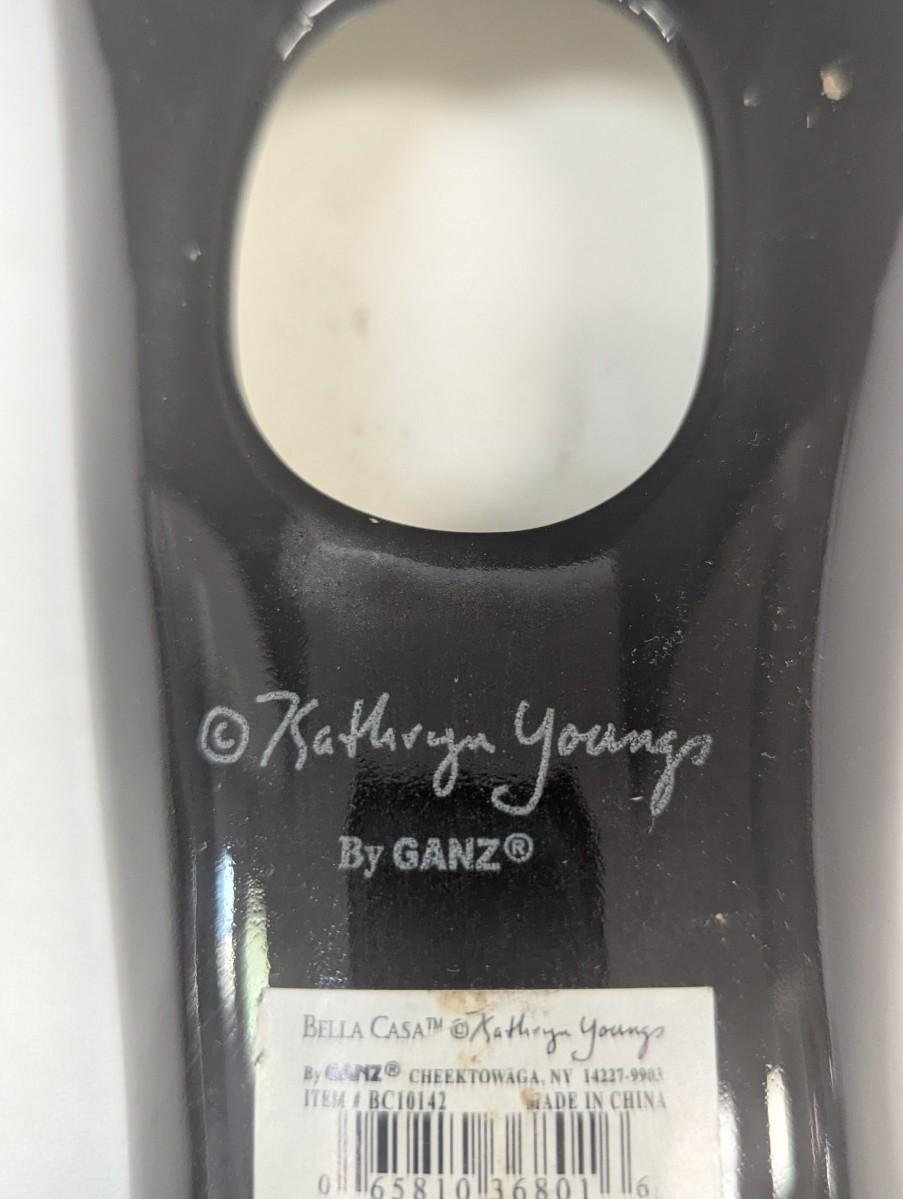 © Kathryn Youngs
By GANZ®
BELLA CASA™ © Kathryn Youngs
By GANZ® CHEEKTOWAGA, NY 14227-9903
ITEM # BC10142 MADE IN CHINA
0 65810 36801 6